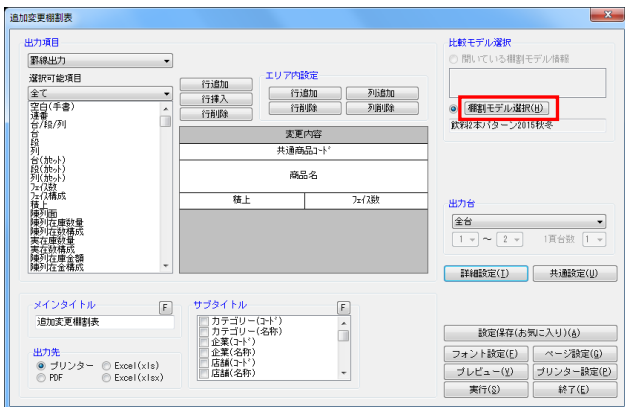 追加変更棚割表
出力項目
罫線出力
選択可能項目
全て
空白(手書)
連番
台/段/列
台
段
列
台(ｶｾｯﾄ)
段(ｶｾｯﾄ)
列(ｶｾｯﾄ)
ﾌｪｲｽ数
ﾌｪｲｽ構成
積上
陳列面
陳列在庫数量
陳列在数構成
実在庫数量
実在数構成
陳列在庫金額
陳列在金構成
行追加
行挿入
行削除
エリア内設定
行追加
列追加
行削除
列削除
変更内容
共通商品ｺｰﾄﾞ
商品名
積上
ﾌｪｲｽ数
比較モデル選択
開いている棚割モデル情報
棚割モデル選択(H)
飲料2本パターン2015秋冬
出力台
全台
1 ～ 2
1頁台数 1
詳細設定(T)
共通設定(U)
メインタイトル
F
追加変更棚割表
出力先
プリンター
Excel(xls)
PDF
Excel(xlsx)
サブタイトル
F
カテゴリー(ｺｰﾄﾞ)
カテゴリー(名称)
企業(ｺｰﾄﾞ)
企業(名称)
店舗(ｺｰﾄﾞ)
店舗(名称)
設定保存(お気に入り)(A)
フォント設定(F)
ページ設定(G)
プレビュー(V)
プリンター設定(P)
実行(S)
終了(E)